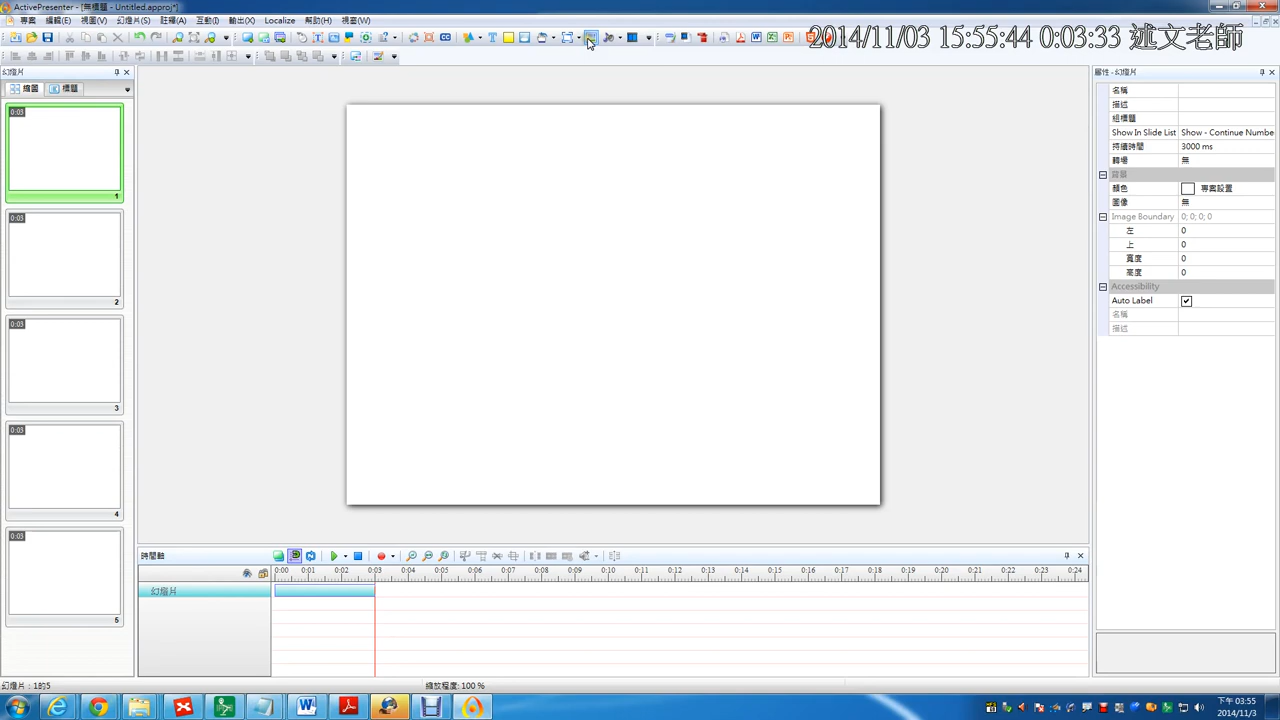 ActivePresenter - [無標題 - Untitled.approj*]
專案 編輯(E) 視圖(V) 幻燈片(S) 註釋(A) 互動(I) 輸出(X) Localize 幫助(H) 視窗(W)
2014/11/03 15:55:44 0:03:33 述文老師
幻燈片
縮圖 標題
0:03
1
0:03
2
0:03
3
0:03
4
0:03
5
屬性 - 幻燈片
名稱
描述
組標題
Show In Slide List Show - Continue Numbe
持續時間 3000 ms
轉場 無
背景
顏色 專案設置
圖像 無
Image Boundary 0; 0; 0; 0
左 0
上 0
寬度 0
高度 0
Accessibility
Auto Label
名稱
描述
時間軸
0:00 0:01 0:02 0:03 0:04 0:05 0:06 0:07 0:08 0:09 0:10 0:11 0:12 0:13 0:14 0:15 0:16 0:17 0:18 0:19 0:20 0:21 0:22 0:23 0:24
幻燈片
幻燈片：1的5
縮放程度: 100 %
下午 03:55
2014/11/3